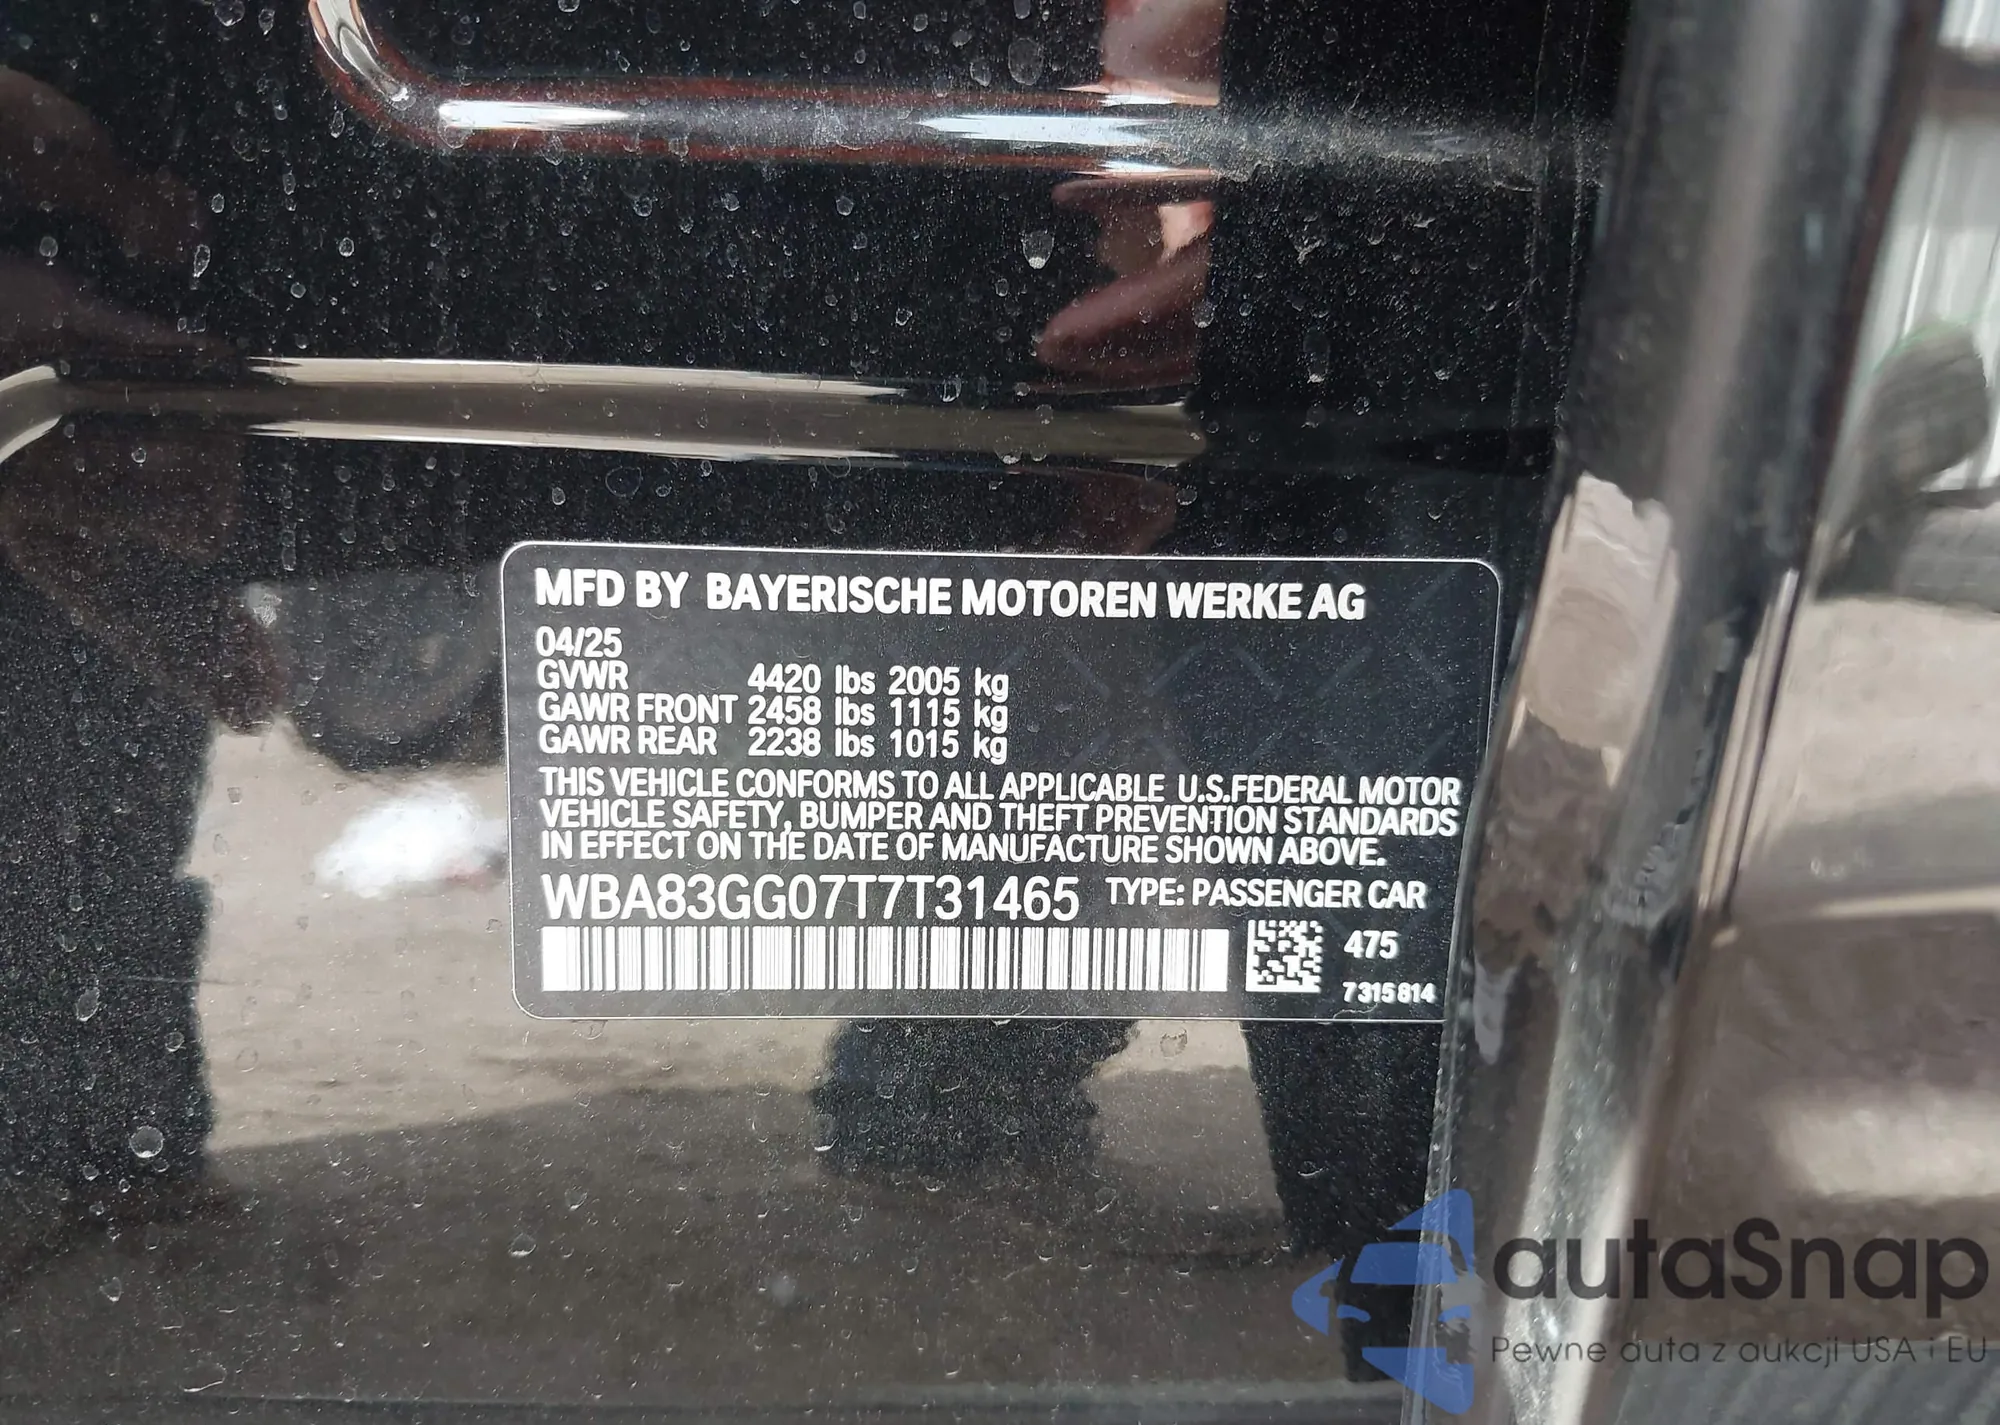 MFD BY BAYERISCHE MOTOREN WERKE AG
04/25
GVWR 4420 lbs 2005 kg
GAWR FRONT 2458 lbs 1115 kg
GAWR REAR 2238 lbs 1015 kg
THIS VEHICLE CONFORMS TO ALL APPLICABLE U.S.FEDERAL MOTOR
VEHICLE SAFETY, BUMPER AND THEFT PREVENTION STANDARDS
IN EFFECT ON THE DATE OF MANUFACTURE SHOWN ABOVE.
WBA83GG07T7T31465 TYPE: PASSENGER CAR
475
7315814
autaSnap
Pewne auta z aukcji USA i EU